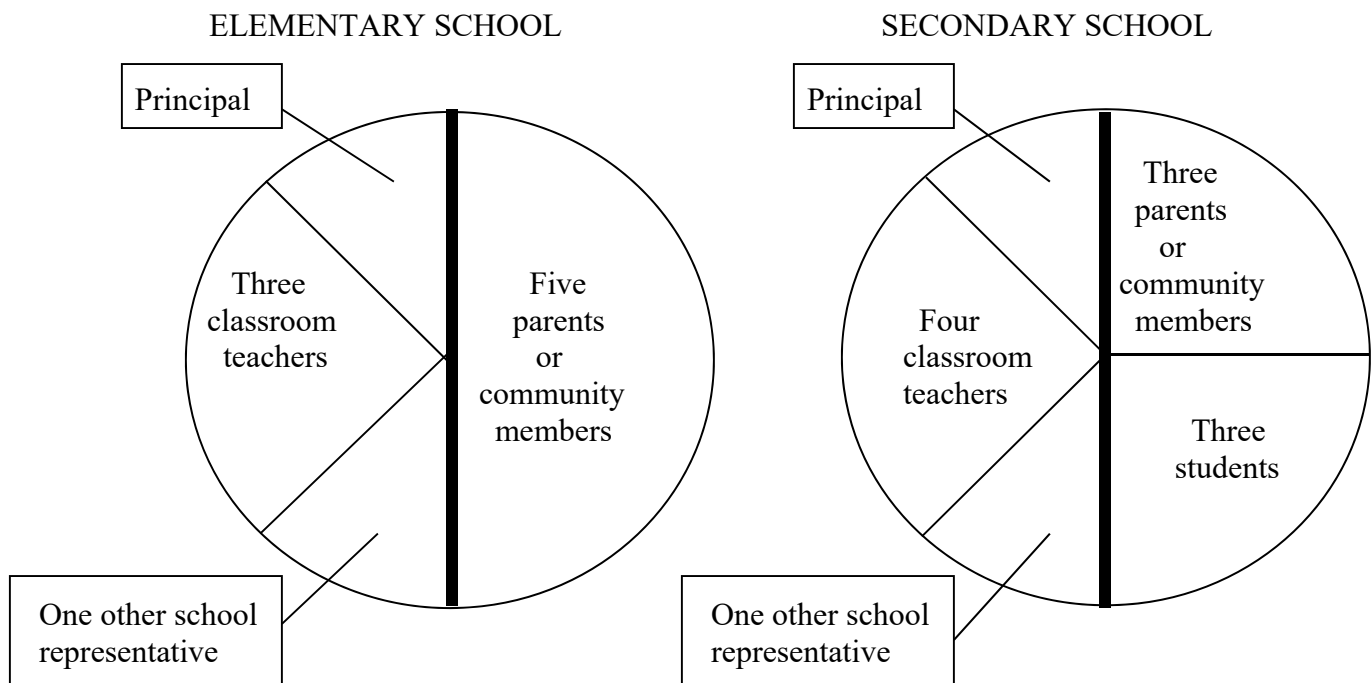 ELEMENTARY SCHOOL
Principal
Three
classroom
teachers
Five
parents
or
community
members
One other school
representative
SECONDARY SCHOOL
Principal
Three
parents
or
community
members
Four
classroom
teachers
Three
students
One other school
representative